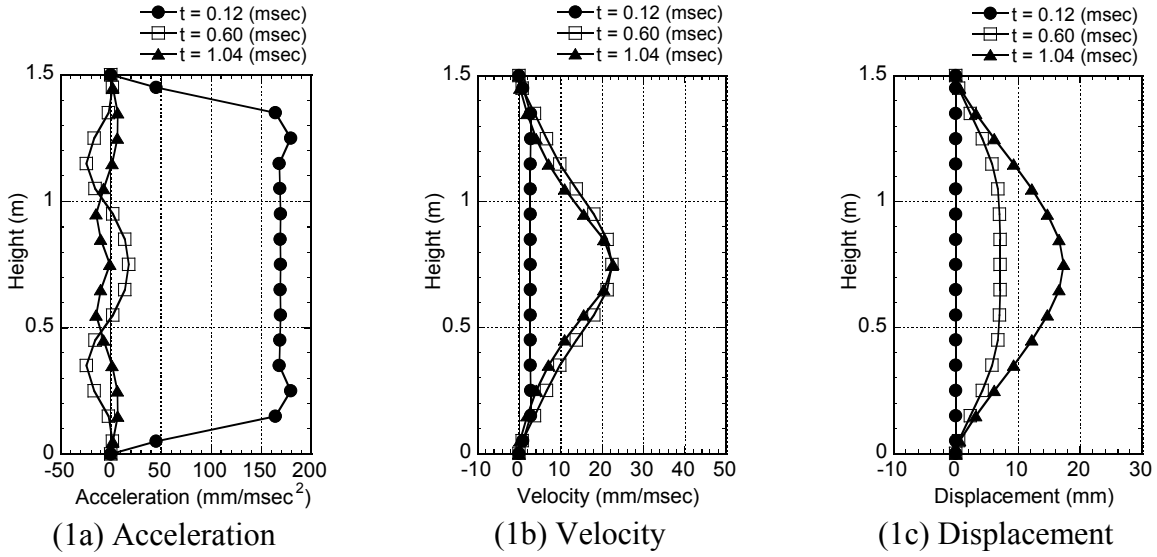 t = 0.12 (msec)
t = 0.60 (msec)
t = 1.04 (msec)
1.5
1
0.5
0
Height (m)
-50 0 50 100 150 200
Acceleration (mm/msec²)
(1a) Acceleration
t = 0.12 (msec)
t = 0.60 (msec)
t = 1.04 (msec)
1.5
1
0.5
0
Height (m)
-10 0 10 20 30 40 50
Velocity (mm/msec)
(1b) Velocity
t = 0.12 (msec)
t = 0.60 (msec)
t = 1.04 (msec)
1.5
1
0.5
0
Height (m)
-10 0 10 20 30
Displacement (mm)
(1c) Displacement